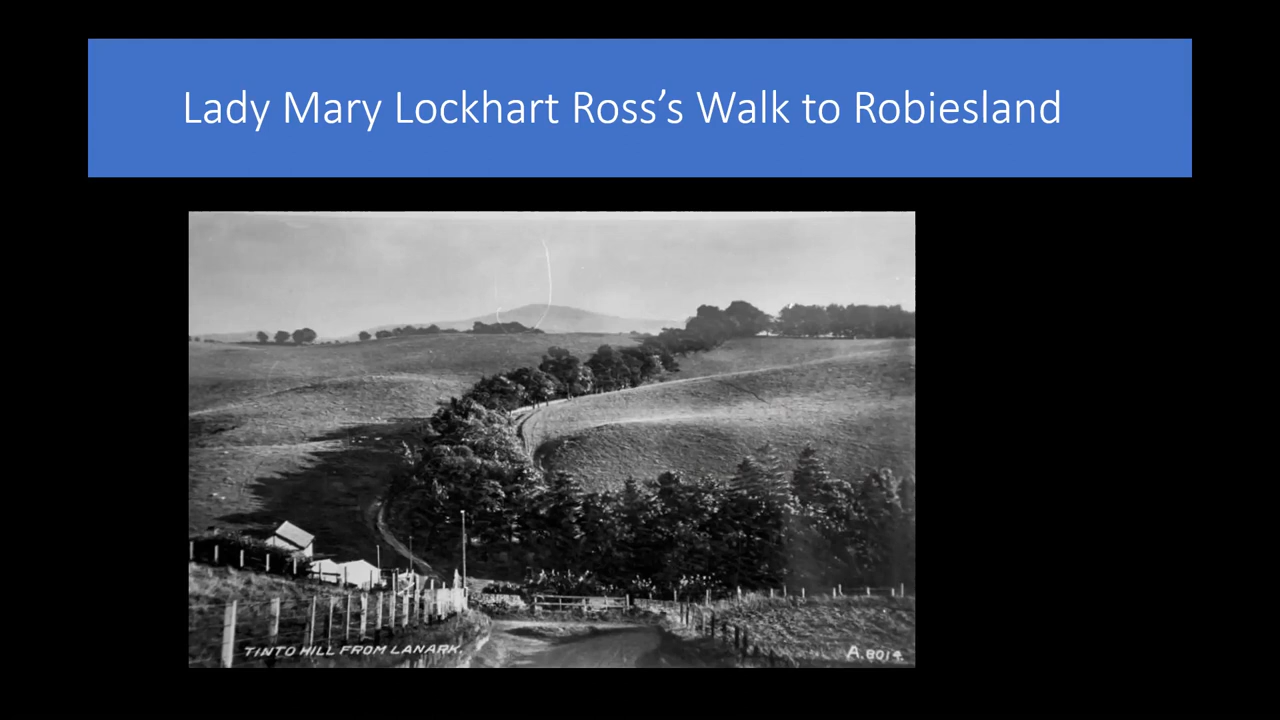 Lady Mary Lockhart Ross’s Walk to Robiesland
TINTO HILL FROM LANARK.
A.8014.